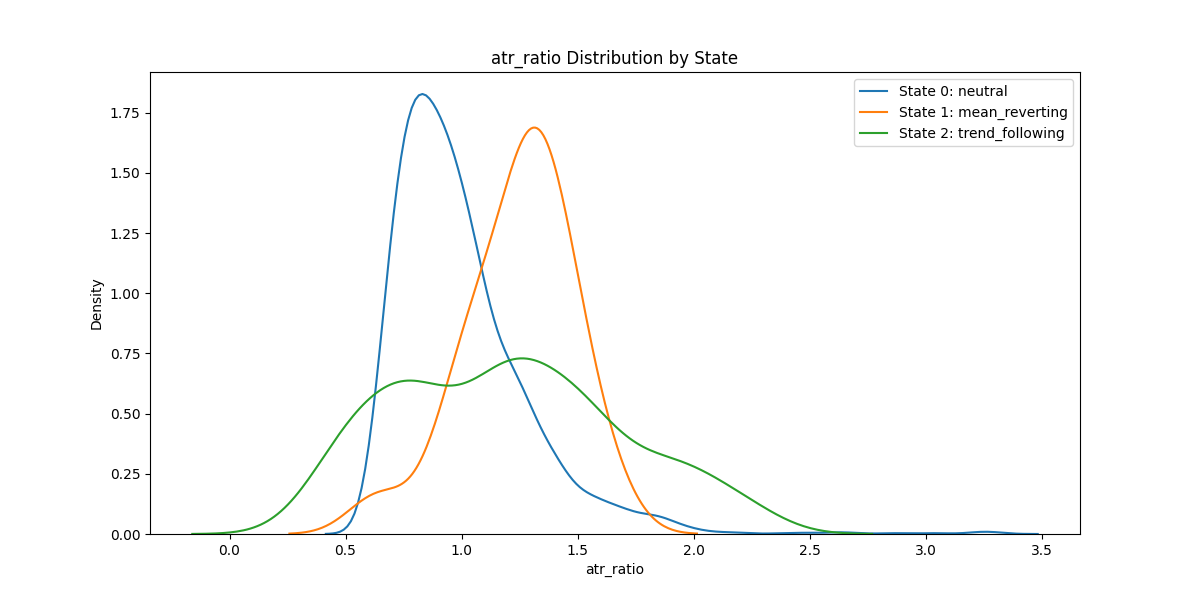 atr_ratio Distribution by State
State 0: neutral
State 1: mean_reverting
State 2: trend_following
Density
1.75
1.50
1.25
1.00
0.75
0.50
0.25
0.00
0.0 0.5 1.0 1.5 2.0 2.5 3.0 3.5
atr_ratio